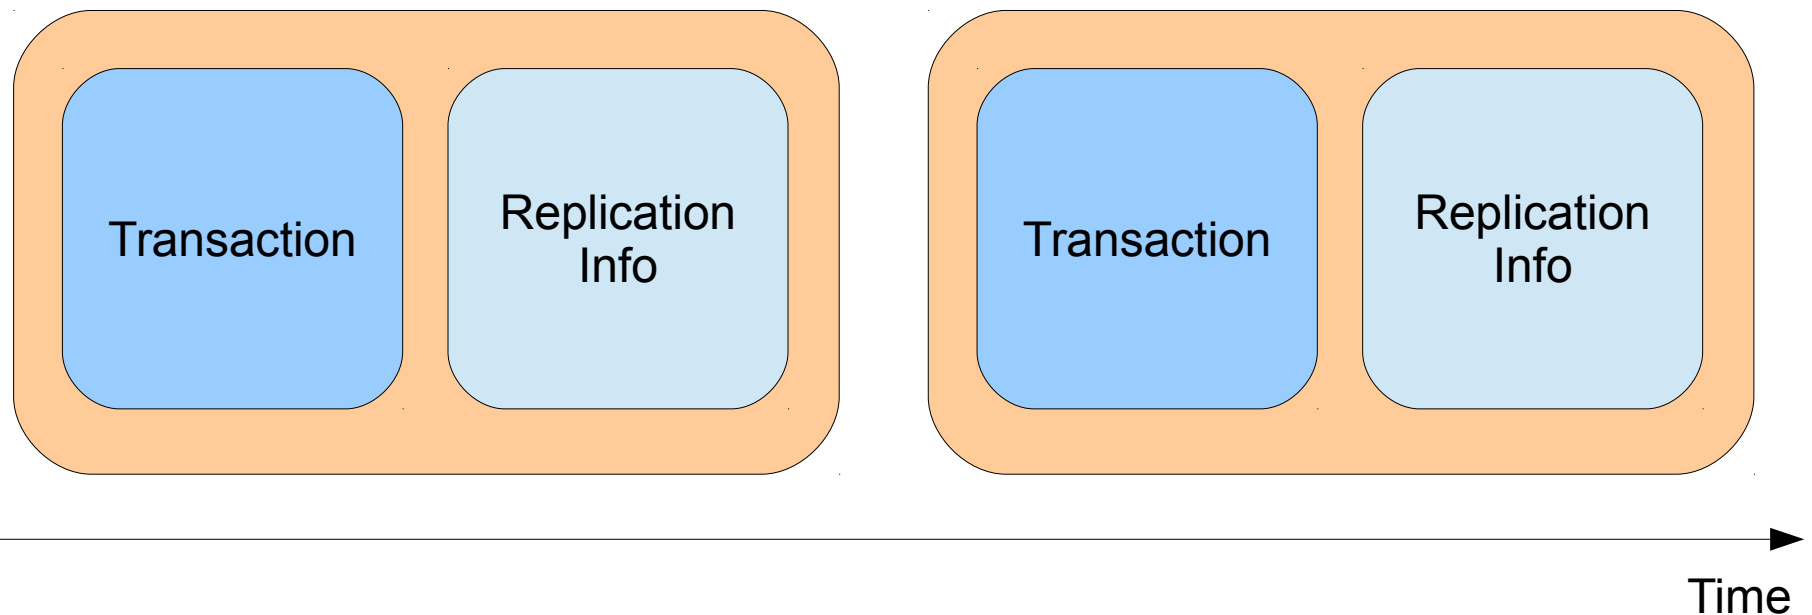 Transaction
Replication
Info
Transaction
Replication
Info
Time